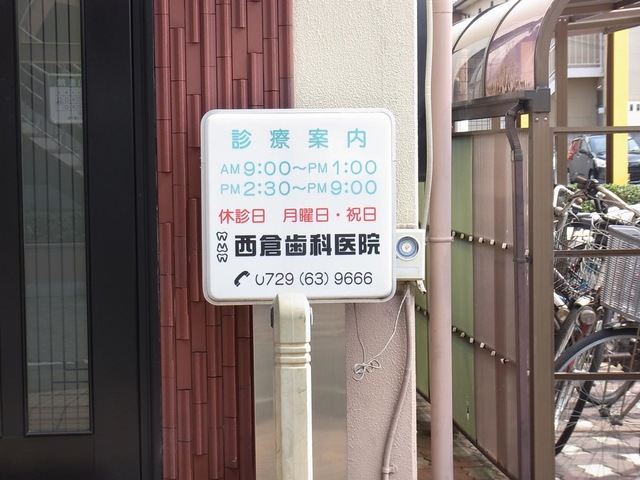 診療案内
AM 9:00〜PM 1:00
PM 2:30〜PM 9:00
休診日 月曜日・祝日
西倉歯科医院
0729 (63) 9666